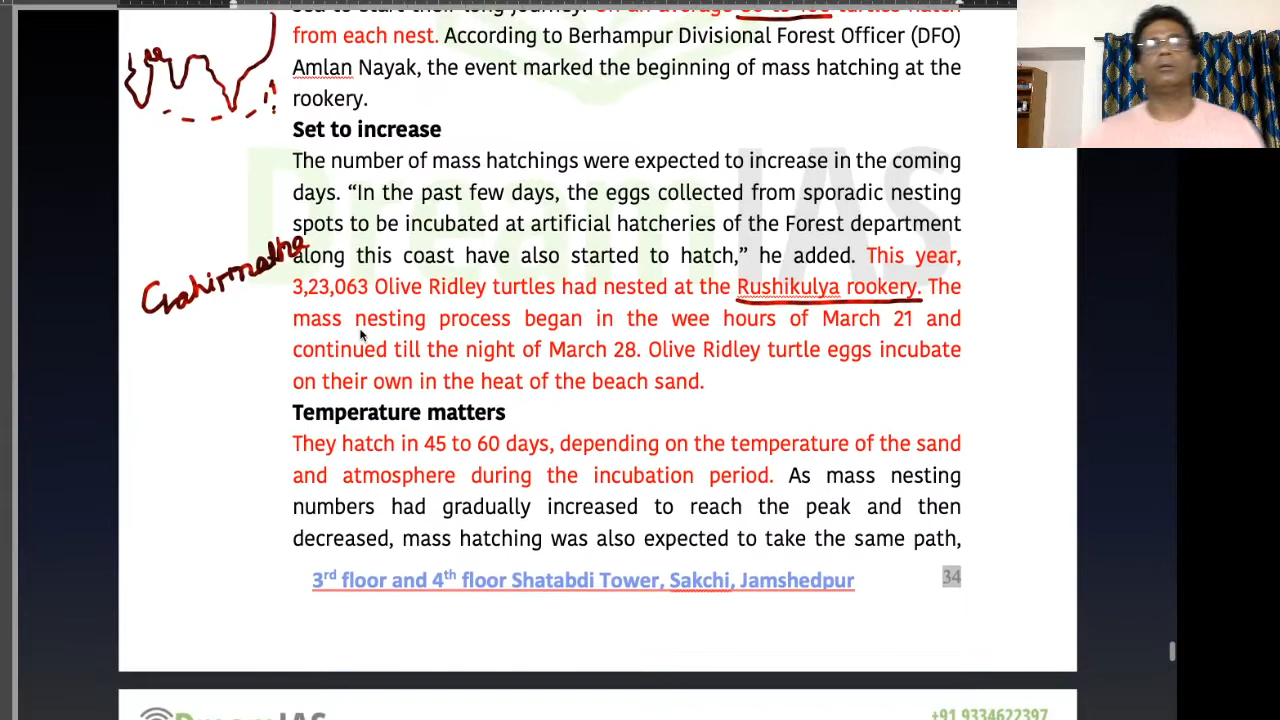 from each nest. According to Berhampur Divisional Forest Officer (DFO)
Amlan Nayak, the event marked the beginning of mass hatching at the
rookery.
Set to increase
The number of mass hatchings were expected to increase in the coming
days. “In the past few days, the eggs collected from sporadic nesting
spots to be incubated at artificial hatcheries of the Forest department
along this coast have also started to hatch,” he added. This year,
Gahirmatha
3,23,063 Olive Ridley turtles had nested at the Rushikulya rookery. The
mass nesting process began in the wee hours of March 21 and
continued till the night of March 28. Olive Ridley turtle eggs incubate
on their own in the heat of the beach sand.
Temperature matters
They hatch in 45 to 60 days, depending on the temperature of the sand
and atmosphere during the incubation period. As mass nesting
numbers had gradually increased to reach the peak and then
decreased, mass hatching was also expected to take the same path,
3rd floor and 4th floor Shatabdi Tower, Sakchi, Jamshedpur
34
DreamIAS
+91 9334622397